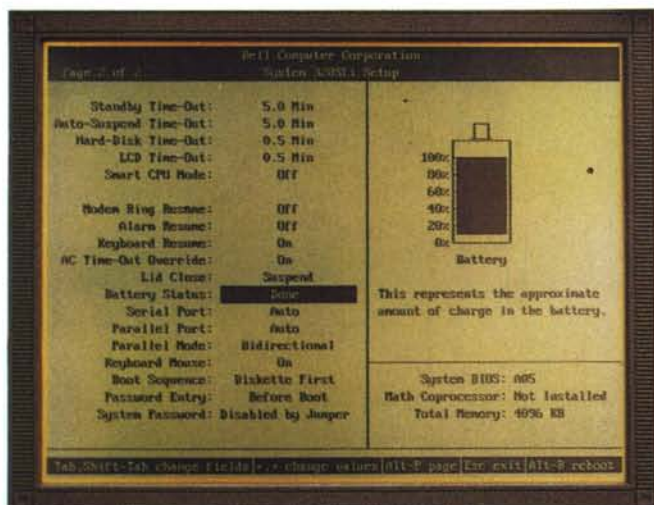 Dell Computer Corporation
Page 2 of 2 System 320SLi Setup
Standby Time-Out: 5.0 Min
Auto-Suspend Time-Out: 5.0 Min
Hard-Disk Time-Out: 0.5 Min
LCD Time-Out: 0.5 Min
Smart CPU Mode: Off
Modem Ring Resume: Off
Alarm Resume: Off
Keyboard Resume: On
AC Time-Out Override: On
Lid Close: Suspend
Battery Status: Done
Serial Port: Auto
Parallel Port: Auto
Parallel Mode: Bidirectional
Keyboard Mouse: On
Boot Sequence: Diskette First
Password Entry: Before Boot
System Password: Disabled by Jumper
100%
80%
60%
40%
20%
0%
Battery
This represents the approximate
amount of charge in the battery.
System BIOS: A05
Math Coprocessor: Not Installed
Total Memory: 4096 KB
Tab,Shift-Tab change fields change values Alt-P page Esc exit Alt-B reboot